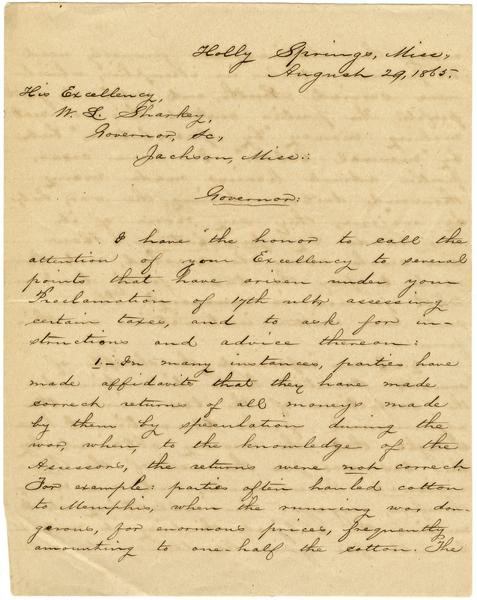 Holly Springs, Miss,
August 29, 1865.
His Excellency,
W. L. Sharkey,
Governor, &c,
Jackson, Miss.:
Governor:
I have the honor to call the
attention of your Excellency to several
points that have arisen under your
Proclamation of 17th ultr assessing
certain taxes, and to ask for in-
structions and advice thereon:
1.- In many instances, parties have
made affidavits that they have made
correct returns of all moneys made
by them by speculation during the
war, when, to the knowledge of the
Assessors, the returns were not correct
For example: parties often hauled cotton
to Memphis, when the running was dan-
gerous, for enormous prices, frequently
amounting to one-half the cotton. The